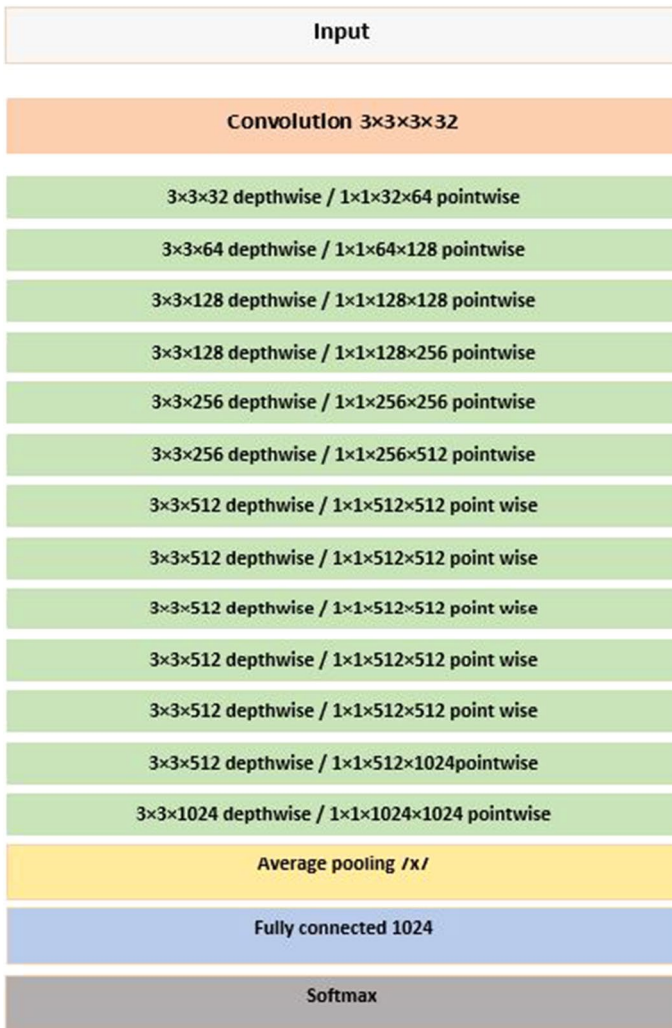 Input
Convolution 3×3×3×32
3×3×32 depthwise / 1×1×32×64 pointwise
3×3×64 depthwise / 1×1×64×128 pointwise
3×3×128 depthwise / 1×1×128×128 pointwise
3×3×128 depthwise / 1×1×128×256 pointwise
3×3×256 depthwise / 1×1×256×256 pointwise
3×3×256 depthwise / 1×1×256×512 pointwise
3×3×512 depthwise / 1×1×512×512 point wise
3×3×512 depthwise / 1×1×512×512 point wise
3×3×512 depthwise / 1×1×512×512 point wise
3×3×512 depthwise / 1×1×512×512 point wise
3×3×512 depthwise / 1×1×512×512 point wise
3×3×512 depthwise / 1×1×512×1024pointwise
3×3×1024 depthwise / 1×1×1024×1024 pointwise
Average pooling /x/
Fully connected 1024
Softmax